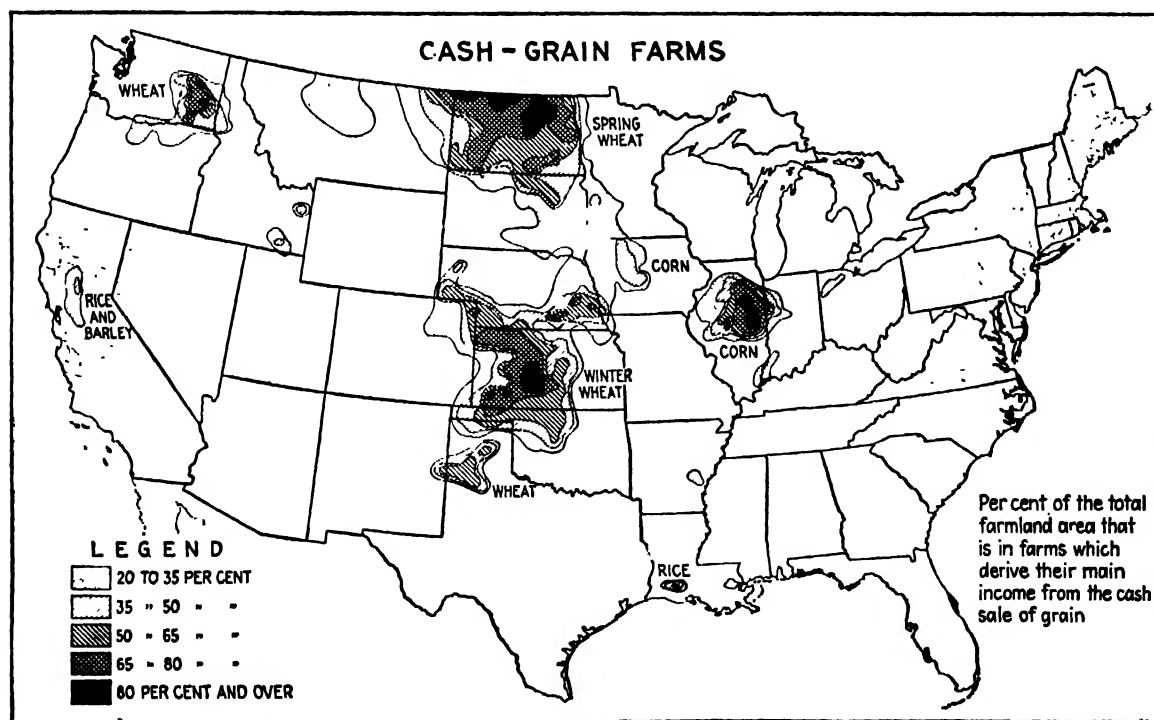 CASH-GRAIN FARMS
WHEAT
SPRING
WHEAT
CORN
RICE
AND
BARLEY
CORN
WINTER
WHEAT
WHEAT
RICE
Per cent of the total
farmland area that
is in farms which
derive their main
income from the cash
sale of grain
LEGEND
20 TO 35 PER CENT
35 " 50 " "
50 " 65 " "
65 " 80 " "
80 PER CENT AND OVER